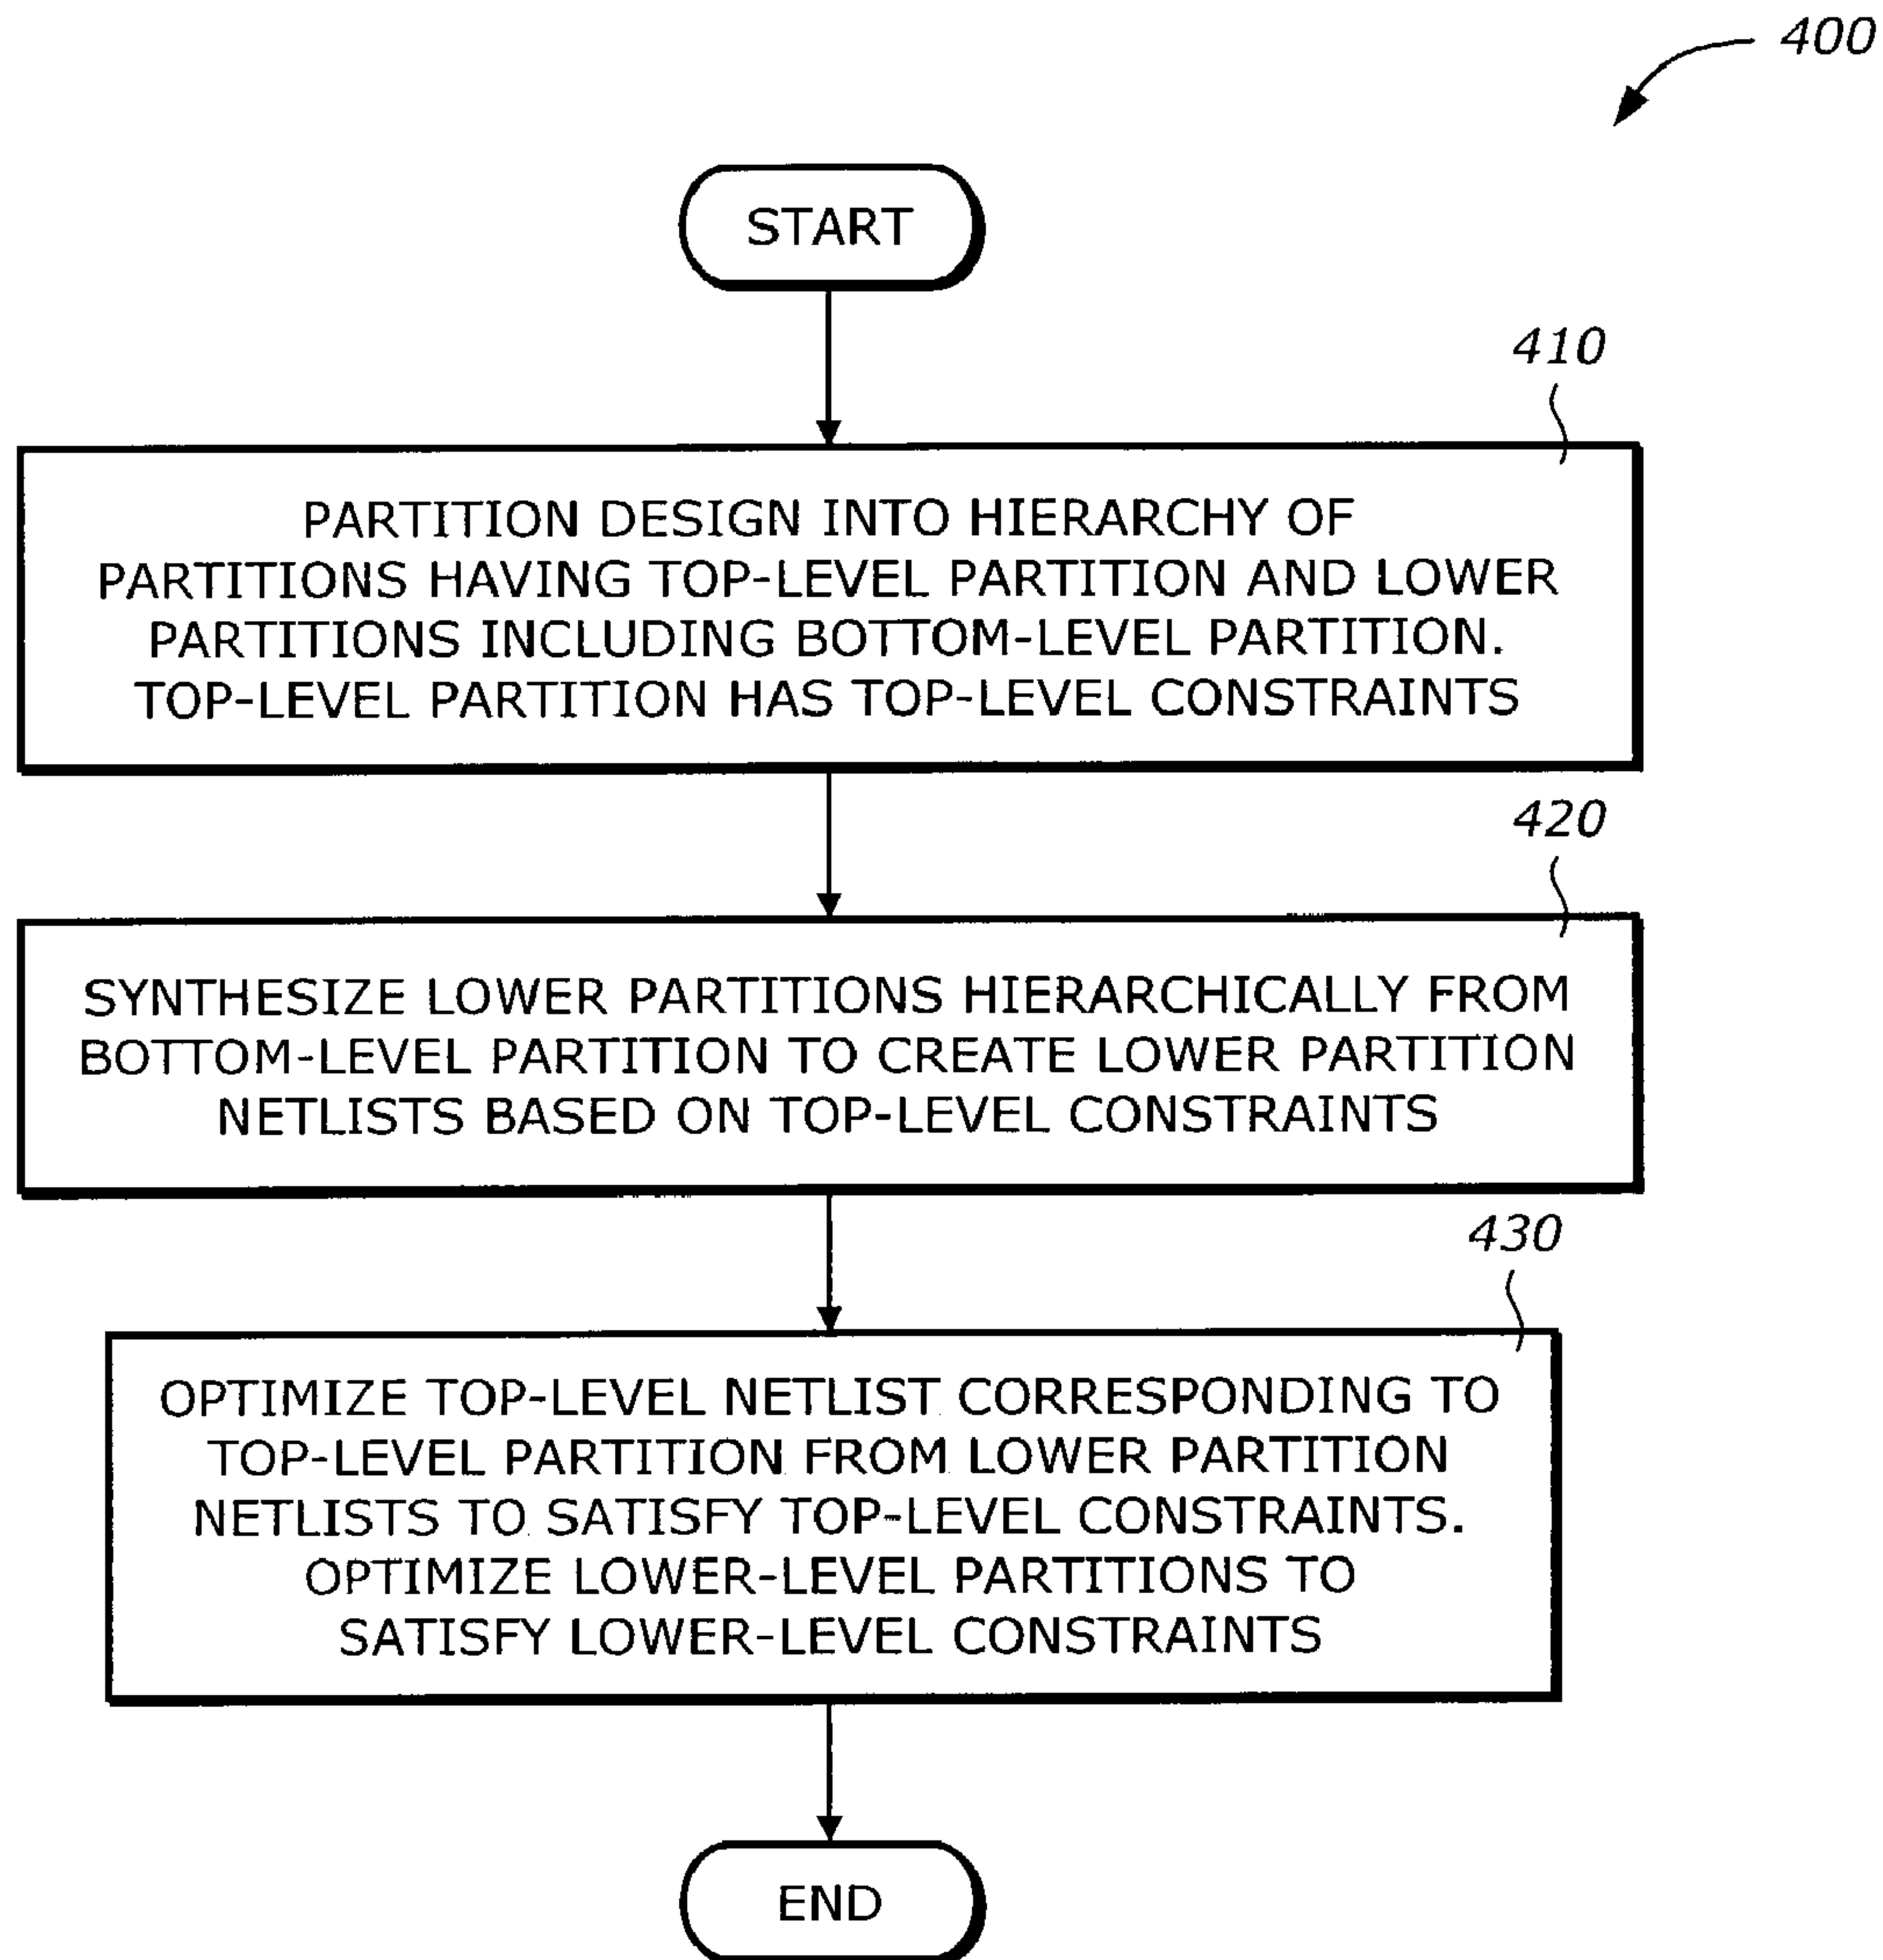 400
START
410
PARTITION DESIGN INTO HIERARCHY OF
PARTITIONS HAVING TOP-LEVEL PARTITION AND LOWER
PARTITIONS INCLUDING BOTTOM-LEVEL PARTITION.
TOP-LEVEL PARTITION HAS TOP-LEVEL CONSTRAINTS
420
SYNTHESIZE LOWER PARTITIONS HIERARCHICALLY FROM
BOTTOM-LEVEL PARTITION TO CREATE LOWER PARTITION
NETLISTS BASED ON TOP-LEVEL CONSTRAINTS
430
OPTIMIZE TOP-LEVEL NETLIST CORRESPONDING TO
TOP-LEVEL PARTITION FROM LOWER PARTITION
NETLISTS TO SATISFY TOP-LEVEL CONSTRAINTS.
OPTIMIZE LOWER-LEVEL PARTITIONS TO
SATISFY LOWER-LEVEL CONSTRAINTS
END